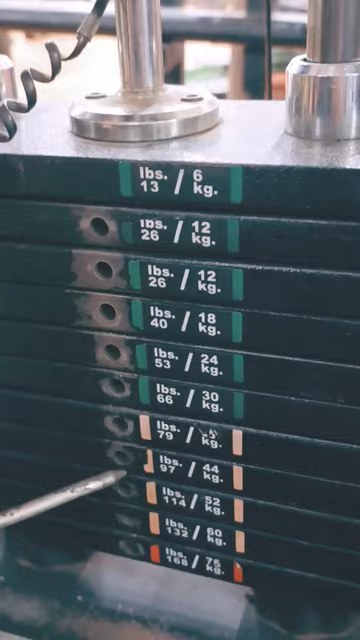 lbs. / 6
13 kg.
lbs. / 12
26 kg.
lbs. / 12
26 kg.
lbs. / 18
40 kg.
lbs. / 24
53 kg.
lbs. / 30
66 kg.
lbs. /
79 kg.
lbs. / 44
97 kg.
lbs. / 52
114 kg.
lbs. / 60
132 kg.
lbs. / 75
168 kg.